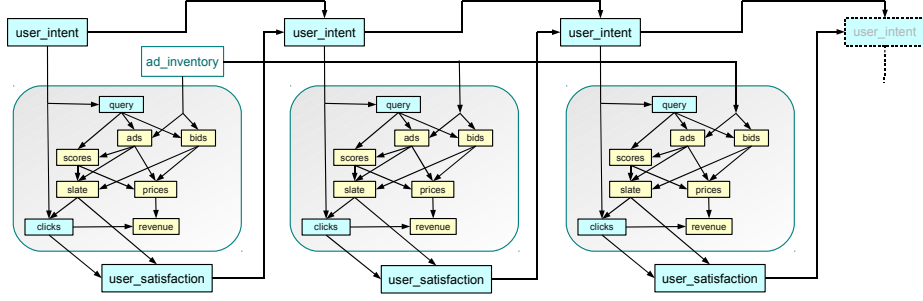 user_intent
user_intent
user_intent
user_intent
ad_inventory
query
ads
bids
scores
slate
prices
clicks
revenue
user_satisfaction
query
ads
bids
scores
slate
prices
clicks
revenue
user_satisfaction
query
ads
bids
scores
slate
prices
clicks
revenue
user_satisfaction